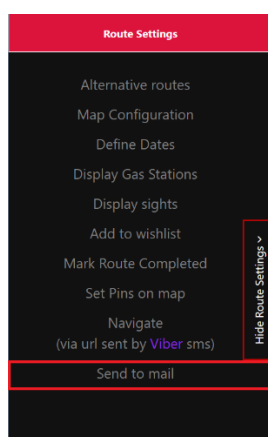 Route Settings
Alternative routes
Map Configuration
Define Dates
Display Gas Stations
Display sights
Add to wishlist
Mark Route Completed
Set Pins on map
Navigate
(via url sent by Viber sms)
Send to mail
Hide Route Settings